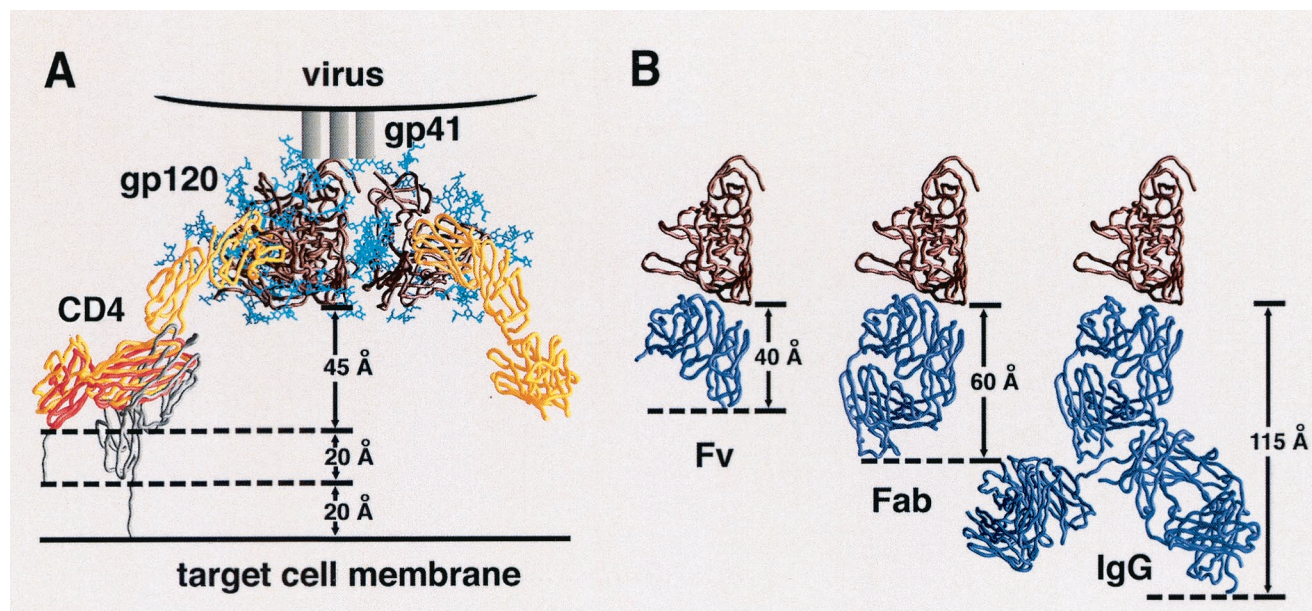 A
virus
gp41
gp120
CD4
45 Å
20 Å
20 Å
target cell membrane
B
40 Å
Fv
60 Å
Fab
115 Å
IgG